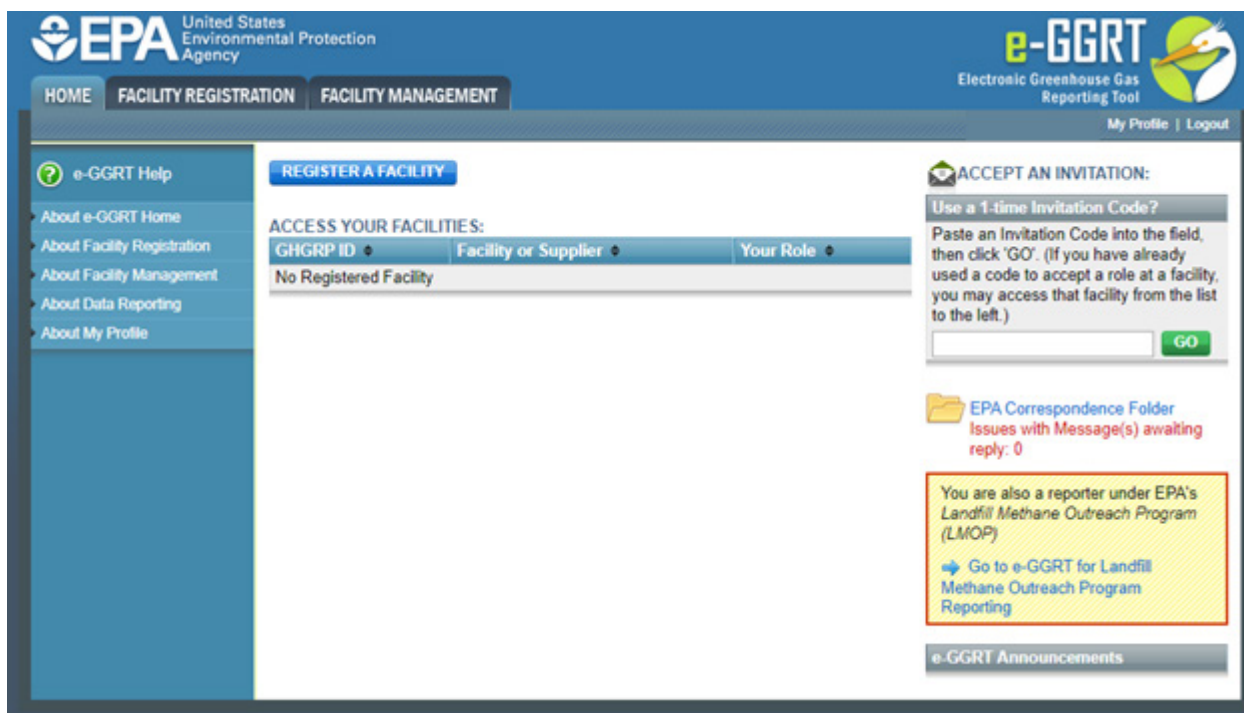 EPA United States
Environmental Protection
Agency
e-GGRT
Electronic Greenhouse Gas
Reporting Tool
HOME FACILITY REGISTRATION FACILITY MANAGEMENT
My Profile | Logout
e-GGRT Help
About e-GGRT Home
About Facility Registration
About Facility Management
About Data Reporting
About My Profile
REGISTER A FACILITY
ACCESS YOUR FACILITIES:
GHGRP ID Facility or Supplier Your Role
No Registered Facility
ACCEPT AN INVITATION:
Use a 1-time Invitation Code?
Paste an Invitation Code into the field,
then click 'GO'. (If you have already
used a code to accept a role at a facility,
you may access that facility from the list
to the left.)
GO
EPA Correspondence Folder
Issues with Message(s) awaiting
reply: 0
You are also a reporter under EPA's
Landfill Methane Outreach Program
(LMOP)
Go to e-GGRT for Landfill
Methane Outreach Program
Reporting
e-GGRT Announcements